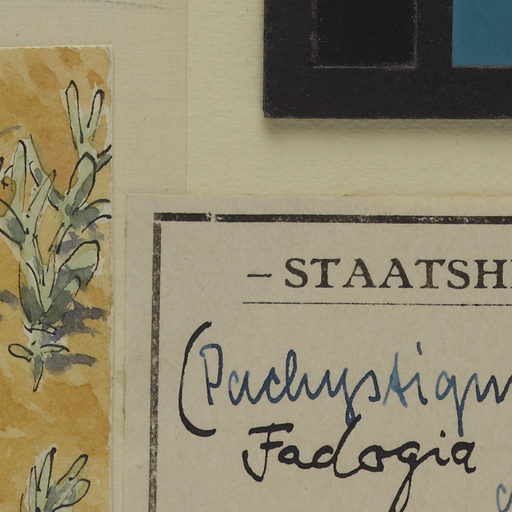 – STAATSH
(Pachystigm
Fadogia